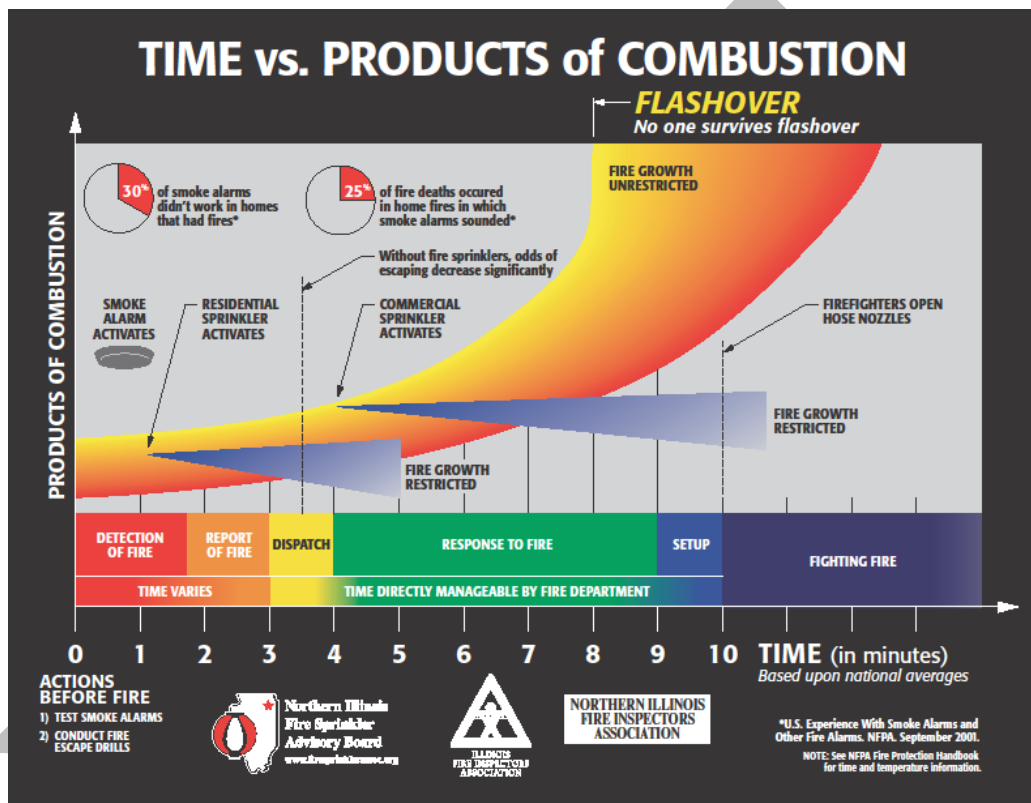 TIME vs. PRODUCTS of COMBUSTION
FLASHOVER
No one survives flashover
FIRE GROWTH
UNRESTRICTED
30%
of smoke alarms
didn't work in homes
that had fires*
25%
of fire deaths occured
in home fires in which
smoke alarms sounded*
Without fire sprinklers, odds of
escaping decrease significantly
PRODUCTS OF COMBUSTION
SMOKE
ALARM
ACTIVATES
RESIDENTIAL
SPRINKLER
ACTIVATES
COMMERCIAL
SPRINKLER
ACTIVATES
FIREFIGHTERS OPEN
HOSE NOZZLES
FIRE GROWTH
RESTRICTED
FIRE GROWTH
RESTRICTED
DETECTION
OF FIRE
REPORT
OF FIRE
DISPATCH
RESPONSE TO FIRE
SETUP
FIGHTING FIRE
TIME VARIES
TIME DIRECTLY MANAGEABLE BY FIRE DEPARTMENT
0 1 2 3 4 5 6 7 8 9 10 TIME (in minutes)
Based upon national averages
ACTIONS
BEFORE FIRE
1) TEST SMOKE ALARMS
2) CONDUCT FIRE
ESCAPE DRILLS
Northern Illinois
Fire Sprinkler
Advisory Board
ILLINOIS
FIRE INSPECTORS
ASSOCIATION
NORTHERN ILLINOIS
FIRE INSPECTORS
ASSOCIATION
*U.S. Experience With Smoke Alarms and
Other Fire Alarms. NFPA. September 2001.
NOTE: See NFPA Fire Protection Handbook
for time and temperature information.